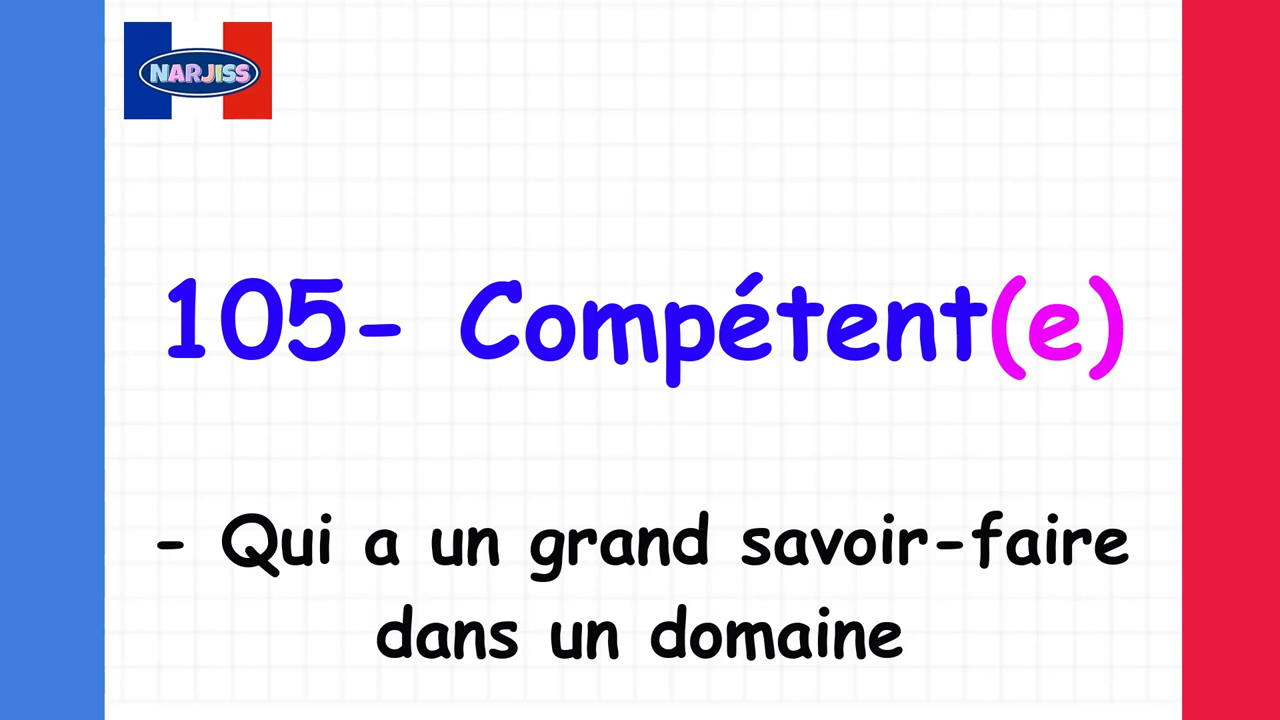 NARJISS
105- Compétent(e)
- Qui a un grand savoir-faire
dans un domaine